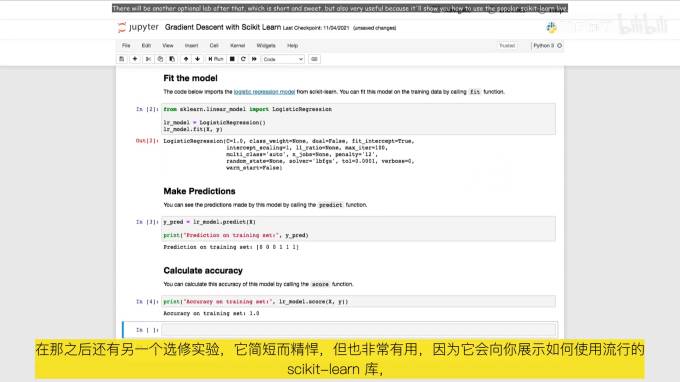 There will be another optional lab after that, which is short and sweet, but also very useful because it'll show you how to use the popular scikit-learn libr
bilibili
jupyter Gradient Descent with Scikit Learn Last Checkpoint: 11/04/2021 (unsaved changes)
File Edit View Insert Cell Kernel Widgets Help Trusted Python 3
Run Code
Fit the model
The code below imports the logistic regression model from scikit-learn. You can fit this model on the training data by calling fit function.
In [2]: from sklearn.linear_model import LogisticRegression
lr_model = LogisticRegression()
lr_model.fit(X, y)
Out[2]: LogisticRegression(C=1.0, class_weight=None, dual=False, fit_intercept=True,
intercept_scaling=1, l1_ratio=None, max_iter=100,
multi_class='auto', n_jobs=None, penalty='l2',
random_state=None, solver='lbfgs', tol=0.0001, verbose=0,
warm_start=False)
Make Predictions
You can see the predictions made by this model by calling the predict function.
In [3]: y_pred = lr_model.predict(X)
print("Prediction on training set:", y_pred)
Prediction on training set: [0 0 0 1 1 1]
Calculate accuracy
You can calculate this accuracy of this model by calling the score function.
In [4]: print("Accuracy on training set:", lr_model.score(X, y))
Accuracy on training set: 1.0
In [ ]:
在那之后还有另一个选修实验，它简短而精悍，但也非常有用，因为它会向你展示如何使用流行的
scikit-learn 库，